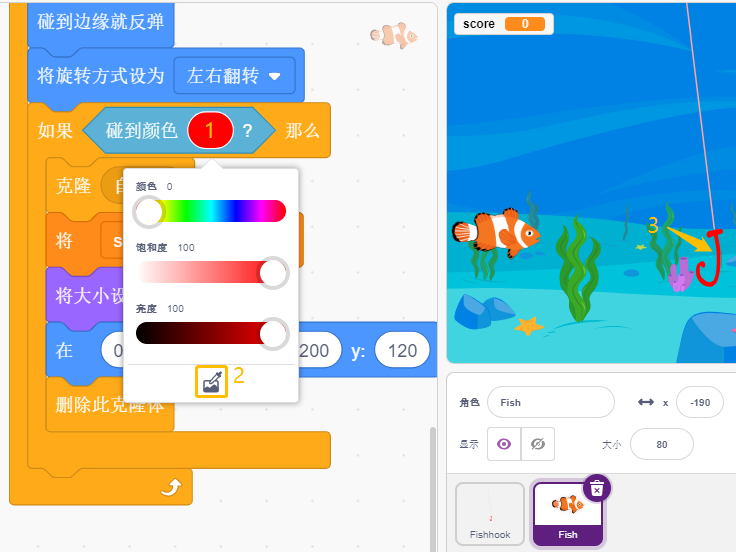 碰到边缘就反弹
将旋转方式设为 左右翻转
如果 碰到颜色 1 ? 那么
颜色 0
饱和度 100
亮度 100
2
克隆
将 s
将大小设
在 0 200 y: 120
删除此克隆体
score 0
3
角色 Fish x -190
显示 大小 80
Fishhook
Fish